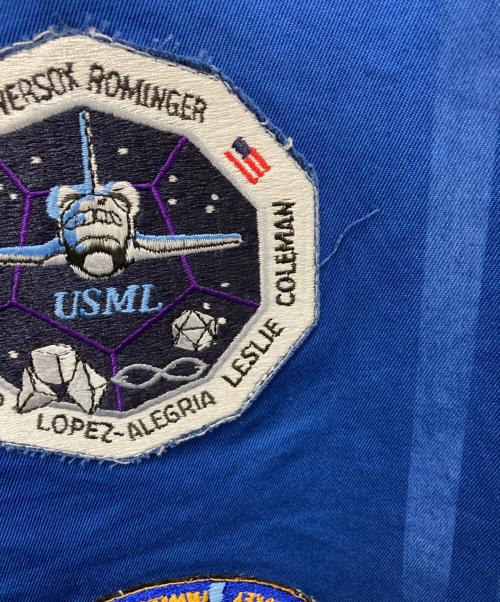 ROMINGER
COLEMAN
LESLIE
LOPEZ-ALEGRIA
USML